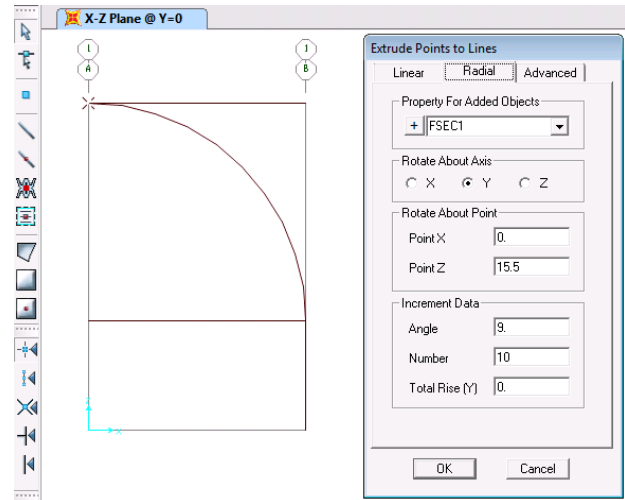 X-Z Plane @ Y=0
1
A
J
B
Z
X
Extrude Points to Lines
Linear Radial Advanced
Property For Added Objects
+ FSEC1
Rotate About Axis
X Y Z
Rotate About Point
Point X 0.
Point Z 15.5
Increment Data
Angle 9.
Number 10
Total Rise (Y) 0.
OK Cancel